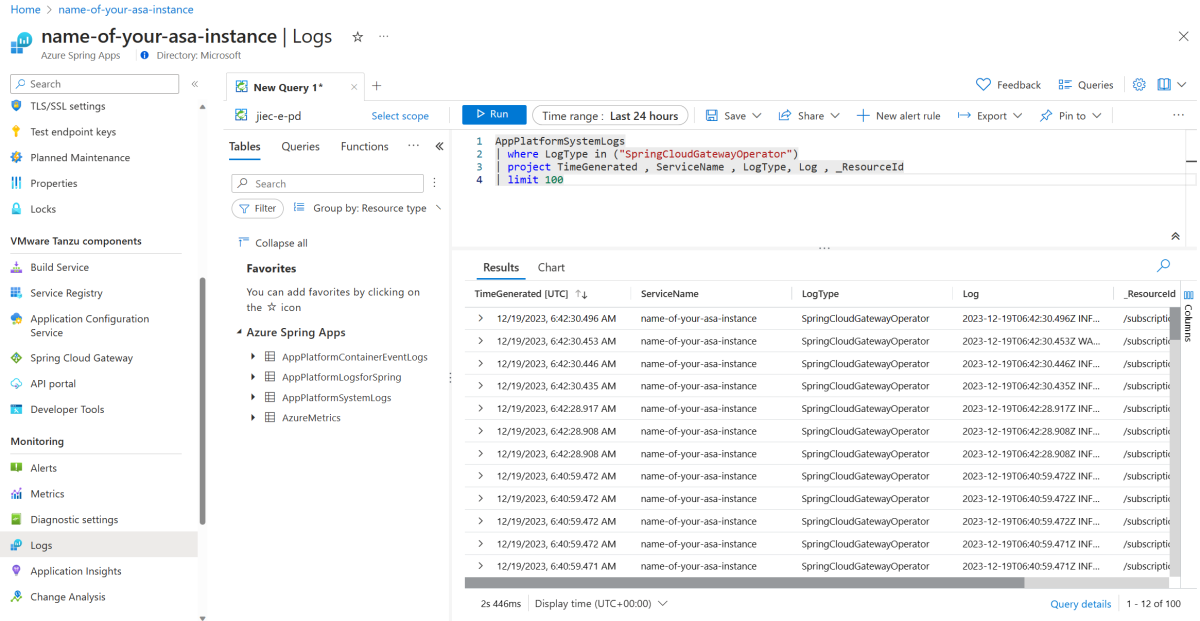 Home > name-of-your-asa-instance
name-of-your-asa-instance | Logs
Azure Spring Apps
Directory: Microsoft
Search
TLS/SSL settings
Test endpoint keys
Planned Maintenance
Properties
Locks
VMware Tanzu components
Build Service
Service Registry
Application Configuration
Service
Spring Cloud Gateway
API portal
Developer Tools
Monitoring
Alerts
Metrics
Diagnostic settings
Logs
Application Insights
Change Analysis
New Query 1*
Feedback
Queries
jiec-e-pd
Select scope
Run
Time range : Last 24 hours
Save
Share
New alert rule
Export
Pin to
Tables
Queries
Functions
Search
Filter
Group by: Resource type
Collapse all
Favorites
You can add favorites by clicking on
the ☆ icon
Azure Spring Apps
AppPlatformContainerEventLogs
AppPlatformLogsforSpring
AppPlatformSystemLogs
AzureMetrics
1 AppPlatformSystemLogs
2 | where LogType in ("SpringCloudGatewayOperator")
3 | project TimeGenerated , ServiceName , LogType, Log , _ResourceId
4 | limit 100
Results
Chart
TimeGenerated [UTC] ServiceName LogType Log _ResourceId
12/19/2023, 6:42:30.496 AM name-of-your-asa-instance SpringCloudGatewayOperator 2023-12-19T06:42:30.496Z INF... /subscriptic
12/19/2023, 6:42:30.453 AM name-of-your-asa-instance SpringCloudGatewayOperator 2023-12-19T06:42:30.453Z WA... /subscriptic
12/19/2023, 6:42:30.446 AM name-of-your-asa-instance SpringCloudGatewayOperator 2023-12-19T06:42:30.446Z INF... /subscriptic
12/19/2023, 6:42:30.435 AM name-of-your-asa-instance SpringCloudGatewayOperator 2023-12-19T06:42:30.435Z INF... /subscriptic
12/19/2023, 6:42:28.917 AM name-of-your-asa-instance SpringCloudGatewayOperator 2023-12-19T06:42:28.917Z INF... /subscriptic
12/19/2023, 6:42:28.908 AM name-of-your-asa-instance SpringCloudGatewayOperator 2023-12-19T06:42:28.908Z INF... /subscriptic
12/19/2023, 6:42:28.908 AM name-of-your-asa-instance SpringCloudGatewayOperator 2023-12-19T06:42:28.908Z INF... /subscriptic
12/19/2023, 6:40:59.472 AM name-of-your-asa-instance SpringCloudGatewayOperator 2023-12-19T06:40:59.472Z INF... /subscriptic
12/19/2023, 6:40:59.472 AM name-of-your-asa-instance SpringCloudGatewayOperator 2023-12-19T06:40:59.472Z INF... /subscriptic
12/19/2023, 6:40:59.472 AM name-of-your-asa-instance SpringCloudGatewayOperator 2023-12-19T06:40:59.472Z INF... /subscriptic
12/19/2023, 6:40:59.472 AM name-of-your-asa-instance SpringCloudGatewayOperator 2023-12-19T06:40:59.471Z INF... /subscriptic
12/19/2023, 6:40:59.471 AM name-of-your-asa-instance SpringCloudGatewayOperator 2023-12-19T06:40:59.471Z INF... /subscriptic
Columns
2s 446ms
Display time (UTC+00:00)
Query details
1 - 12 of 100